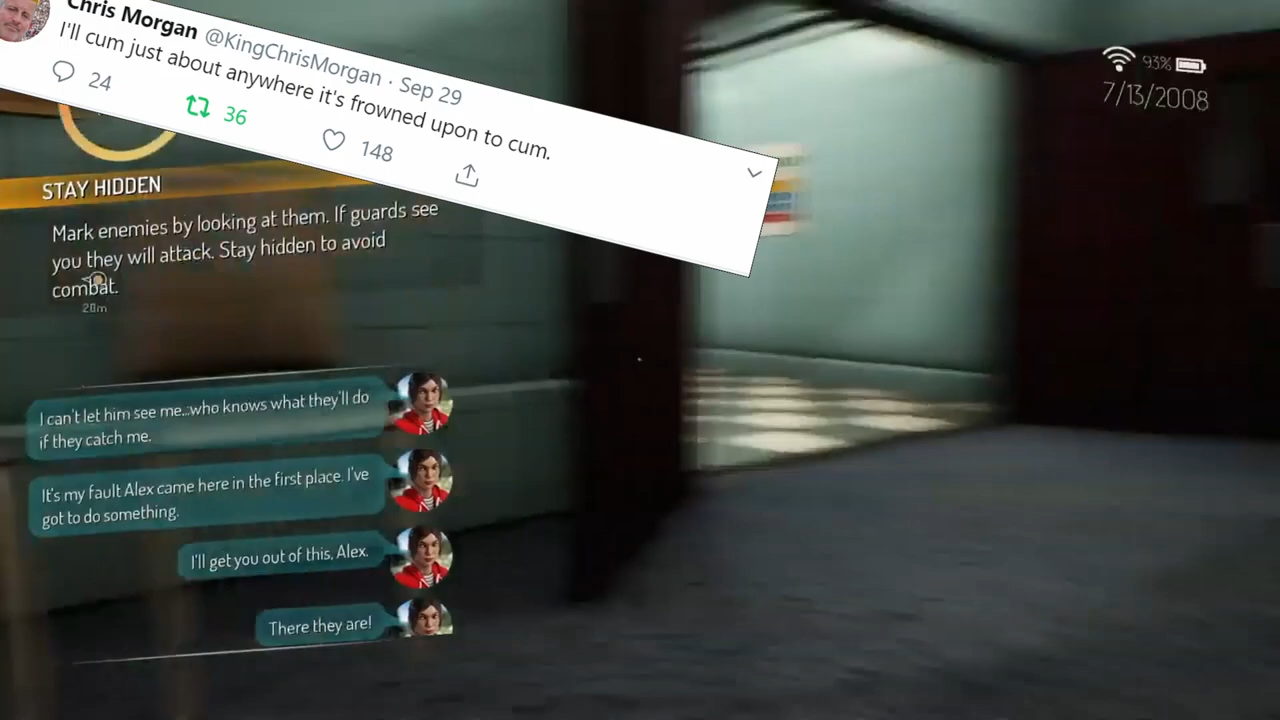 Chris Morgan @KingChrisMorgan · Sep 29
I'll cum just about anywhere it's frowned upon to cum.
24 36 148
93%
7/13/2008
STAY HIDDEN
Mark enemies by looking at them. If guards see
you they will attack. Stay hidden to avoid
combat.
20m
I can't let him see me...who knows what they'll do
if they catch me.
It's my fault Alex came here in the first place. I've
got to do something.
I'll get you out of this, Alex.
There they are!